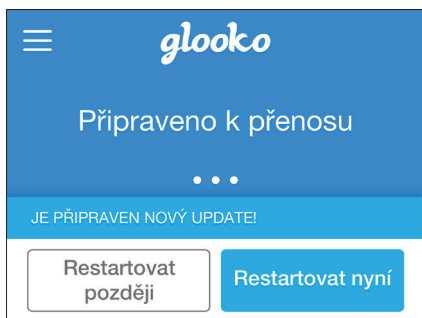 glooko
Připraveno k přenosu
JE PŘIPRAVEN NOVÝ UPDATE!
Restartovat
později
Restartovat nyní